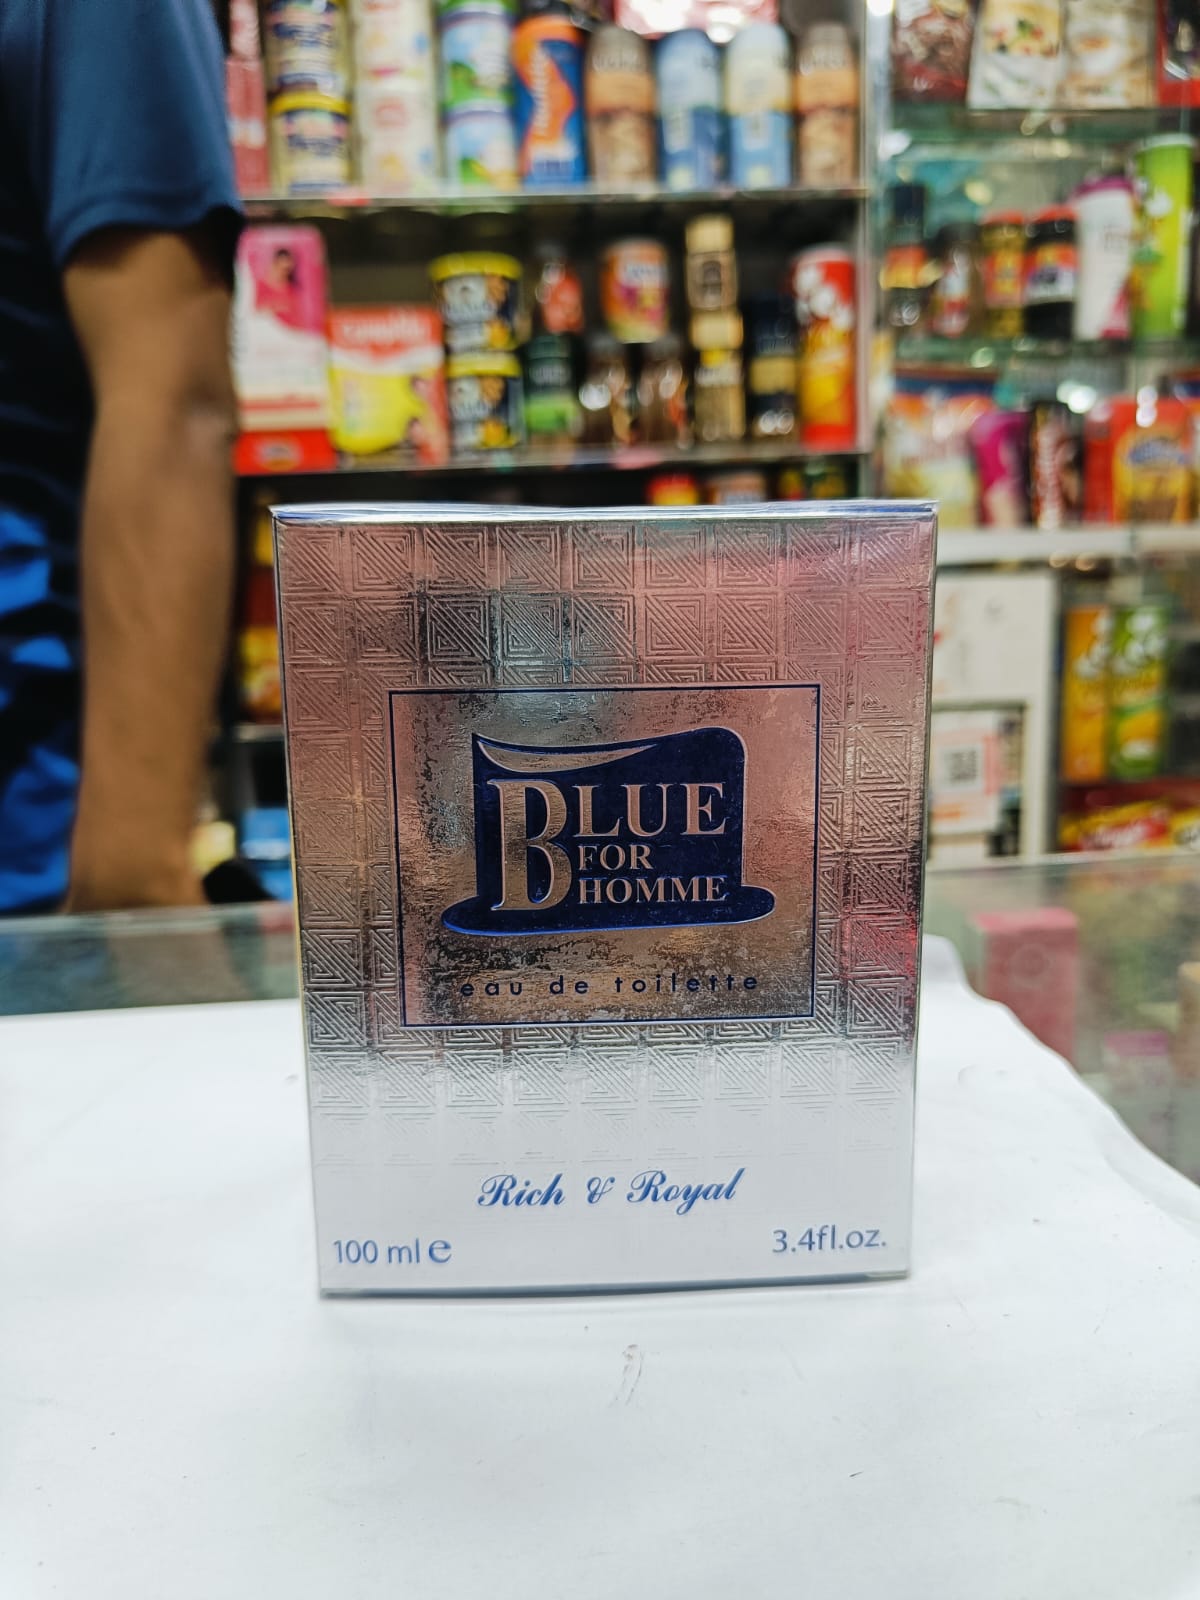 BLUE
FOR
HOMME
eau de toilette
Rich & Royal
100 ml e
3.4fl.oz.